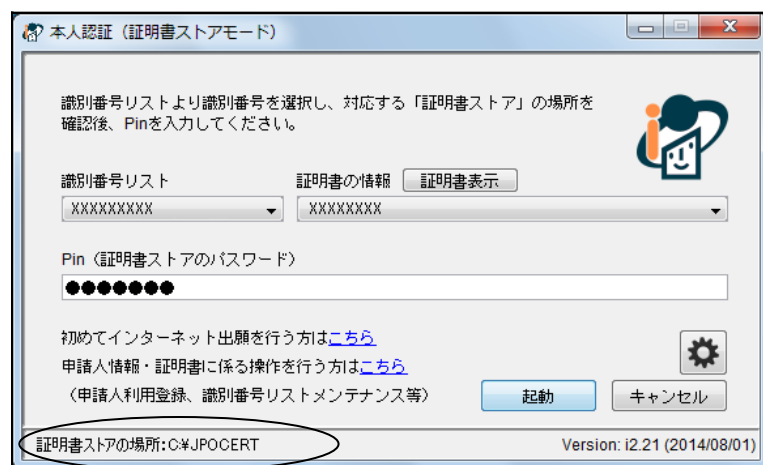 本人認証（証明書ストアモード）
識別番号リストより識別番号を選択し、対応する「証明書ストア」の場所を
確認後、Pinを入力してください。
識別番号リスト 証明書の情報 証明書表示
XXXXXXXXX XXXXXXXX
Pin（証明書ストアのパスワード）
●●●●●●●
初めてインターネット出願を行う方はこちら
申請人情報・証明書に係る操作を行う方はこちら
（申請人利用登録、識別番号リストメンテナンス等） 起動 キャンセル
証明書ストアの場所:C:¥JPOCERT Version: i2.21 (2014/08/01)